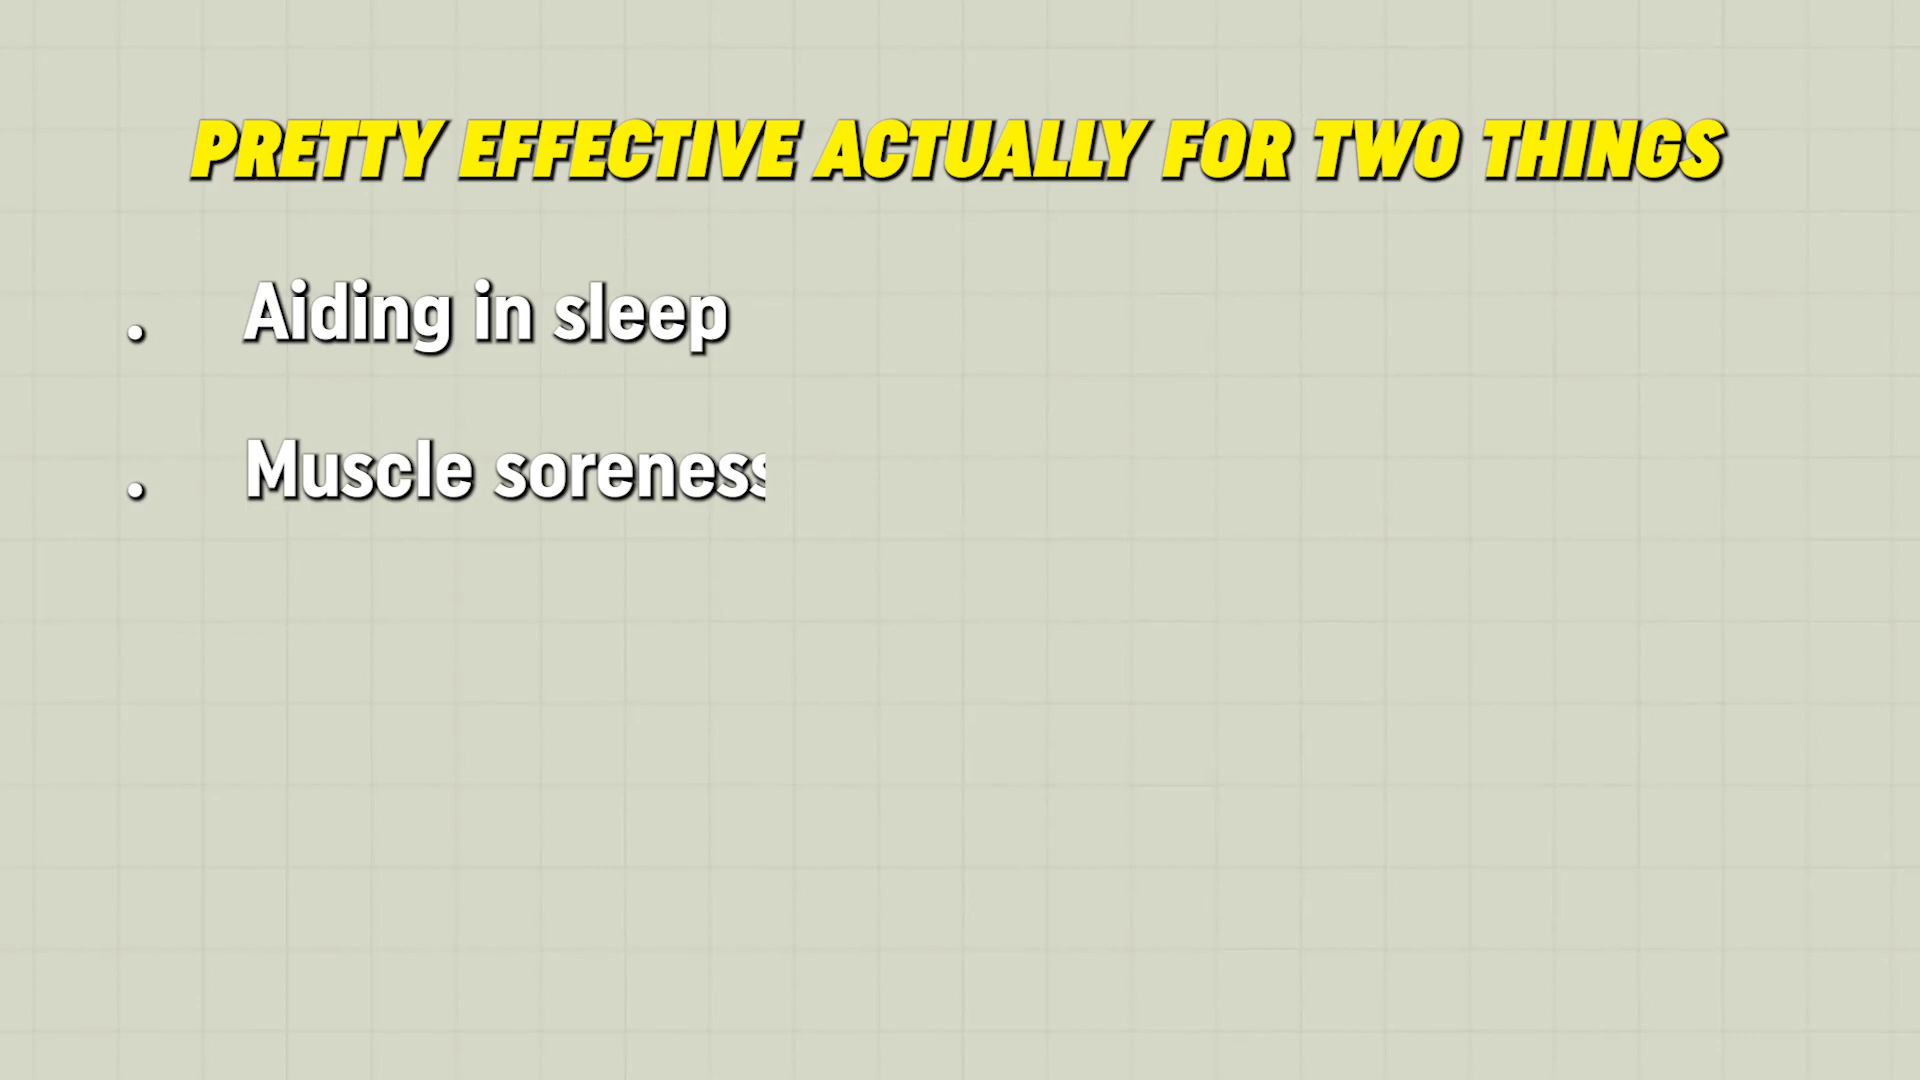 PRETTY EFFECTIVE ACTUALLY FOR TWO THINGS
. Aiding in sleep
. Muscle soreness